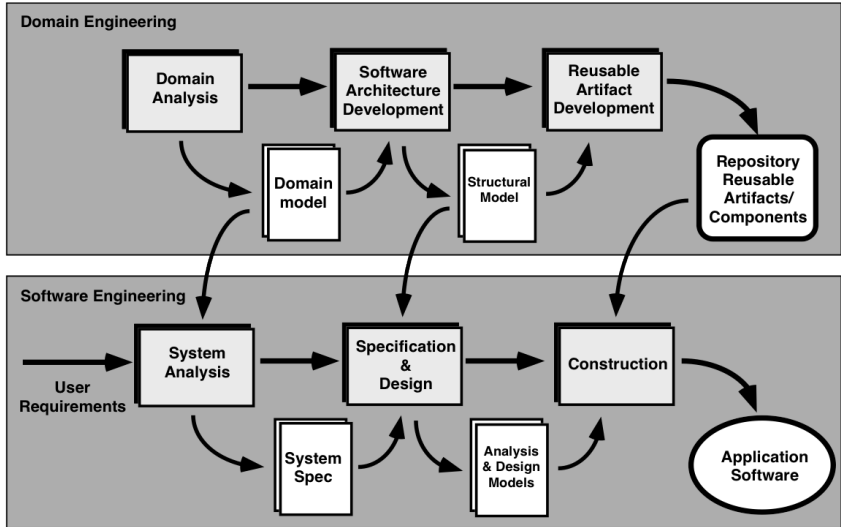 Domain Engineering
Domain
Analysis
Software
Architecture
Development
Reusable
Artifact
Development
Domain
model
Structural
Model
Repository
Reusable
Artifacts/
Components
Software Engineering
User
Requirements
System
Analysis
Specification
&
Design
Construction
System
Spec
Analysis
& Design
Models
Application
Software